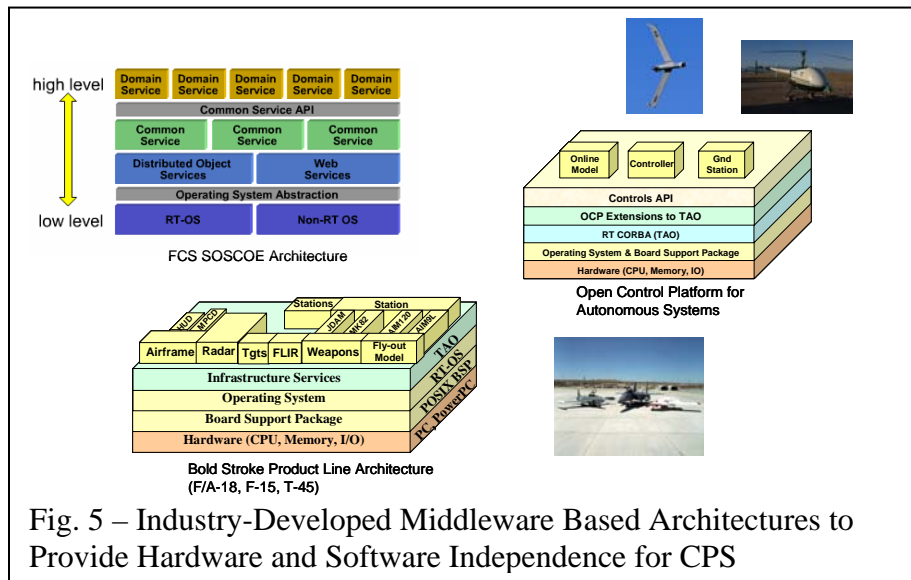 high level
low level
Domain Service
Domain Service
Domain Service
Domain Service
Domain Service
Common Service API
Common Service
Common Service
Common Service
Distributed Object Services
Web Services
Operating System Abstraction
RT-OS
Non-RT OS
FCS SOSCOE Architecture
Online Model
Controller
Gnd Station
Controls API
OCP Extensions to TAO
RT CORBA (TAO)
Operating System & Board Support Package
Hardware (CPU, Memory, IO)
Open Control Platform for
Autonomous Systems
HUD
MPCD
Stations
Station
JDAM
MK82
AIM120
AIM9L
Airframe
Radar
Tgts
FLIR
Weapons
Fly-out Model
Infrastructure Services
TAO
Operating System
RT-OS
Board Support Package
POSIX BSP
Hardware (CPU, Memory, I/O)
PC, PowerPC
Bold Stroke Product Line Architecture
(F/A-18, F-15, T-45)
Fig. 5 – Industry-Developed Middleware Based Architectures to
Provide Hardware and Software Independence for CPS